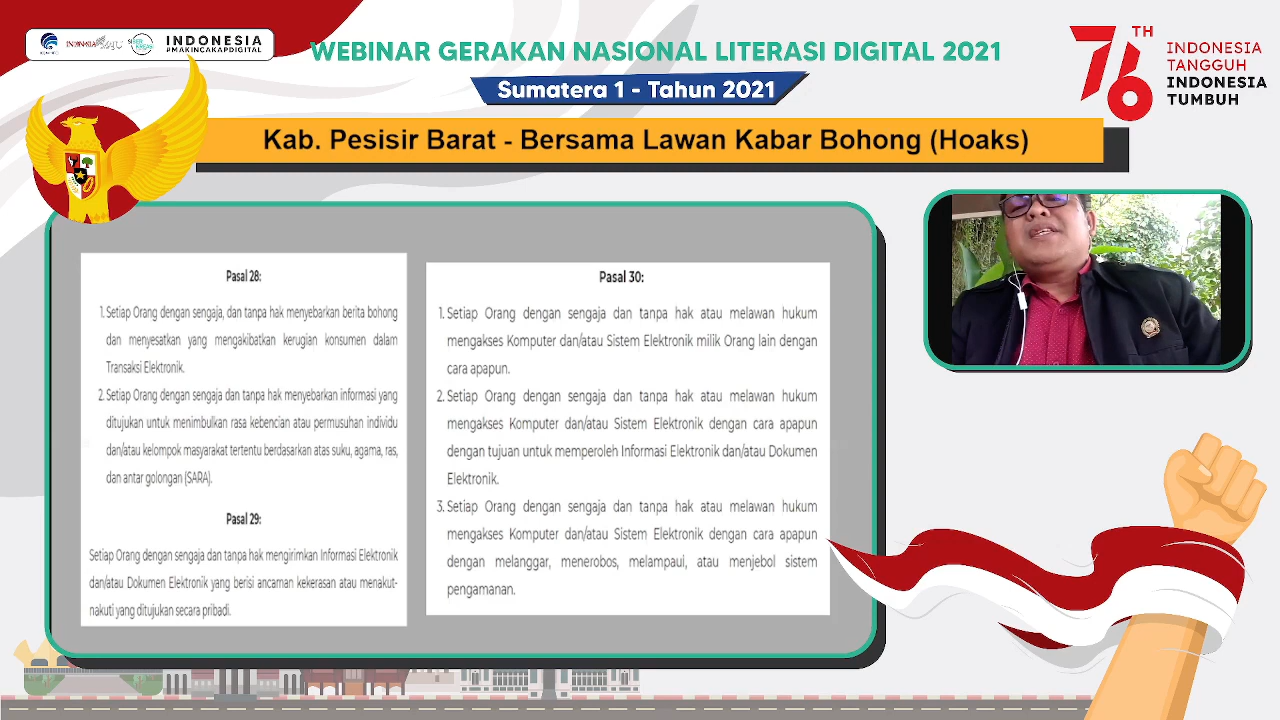 INDONESIA
#MAKINCAKAPDIGITAL
WEBINAR GERAKAN NASIONAL LITERASI DIGITAL 2021
Sumatera 1 - Tahun 2021
76TH
INDONESIA
TANGGUH
INDONESIA
TUMBUH
Kab. Pesisir Barat - Bersama Lawan Kabar Bohong (Hoaks)
Pasal 28:
1. Setiap Orang dengan sengaja, dan tanpa hak menyebarkan berita bohong
dan menyesatkan yang mengakibatkan kerugian konsumen dalam
Transaksi Elektronik.
2. Setiap Orang dengan sengaja dan tanpa hak menyebarkan informasi yang
ditujukan untuk menimbulkan rasa kebencian atau permusuhan individu
dan/atau kelompok masyarakat tertentu berdasarkan atas suku, agama, ras,
dan antar golongan (SARA).
Pasal 29:
Setiap Orang dengan sengaja dan tanpa hak mengirimkan Informasi Elektronik
dan/atau Dokumen Elektronik yang berisi ancaman kekerasan atau menakut-
nakuti yang ditujukan secara pribadi.
Pasal 30:
1. Setiap Orang dengan sengaja dan tanpa hak atau melawan hukum
mengakses Komputer dan/atau Sistem Elektronik milik Orang lain dengan
cara apapun.
2. Setiap Orang dengan sengaja dan tanpa hak atau melawan hukum
mengakses Komputer dan/atau Sistem Elektronik dengan cara apapun
dengan tujuan untuk memperoleh Informasi Elektronik dan/atau Dokumen
Elektronik.
3. Setiap Orang dengan sengaja dan tanpa hak atau melawan hukum
mengakses Komputer dan/atau Sistem Elektronik dengan cara apapun
dengan melanggar, menerobos, melampaui, atau menjebol sistem
pengamanan.